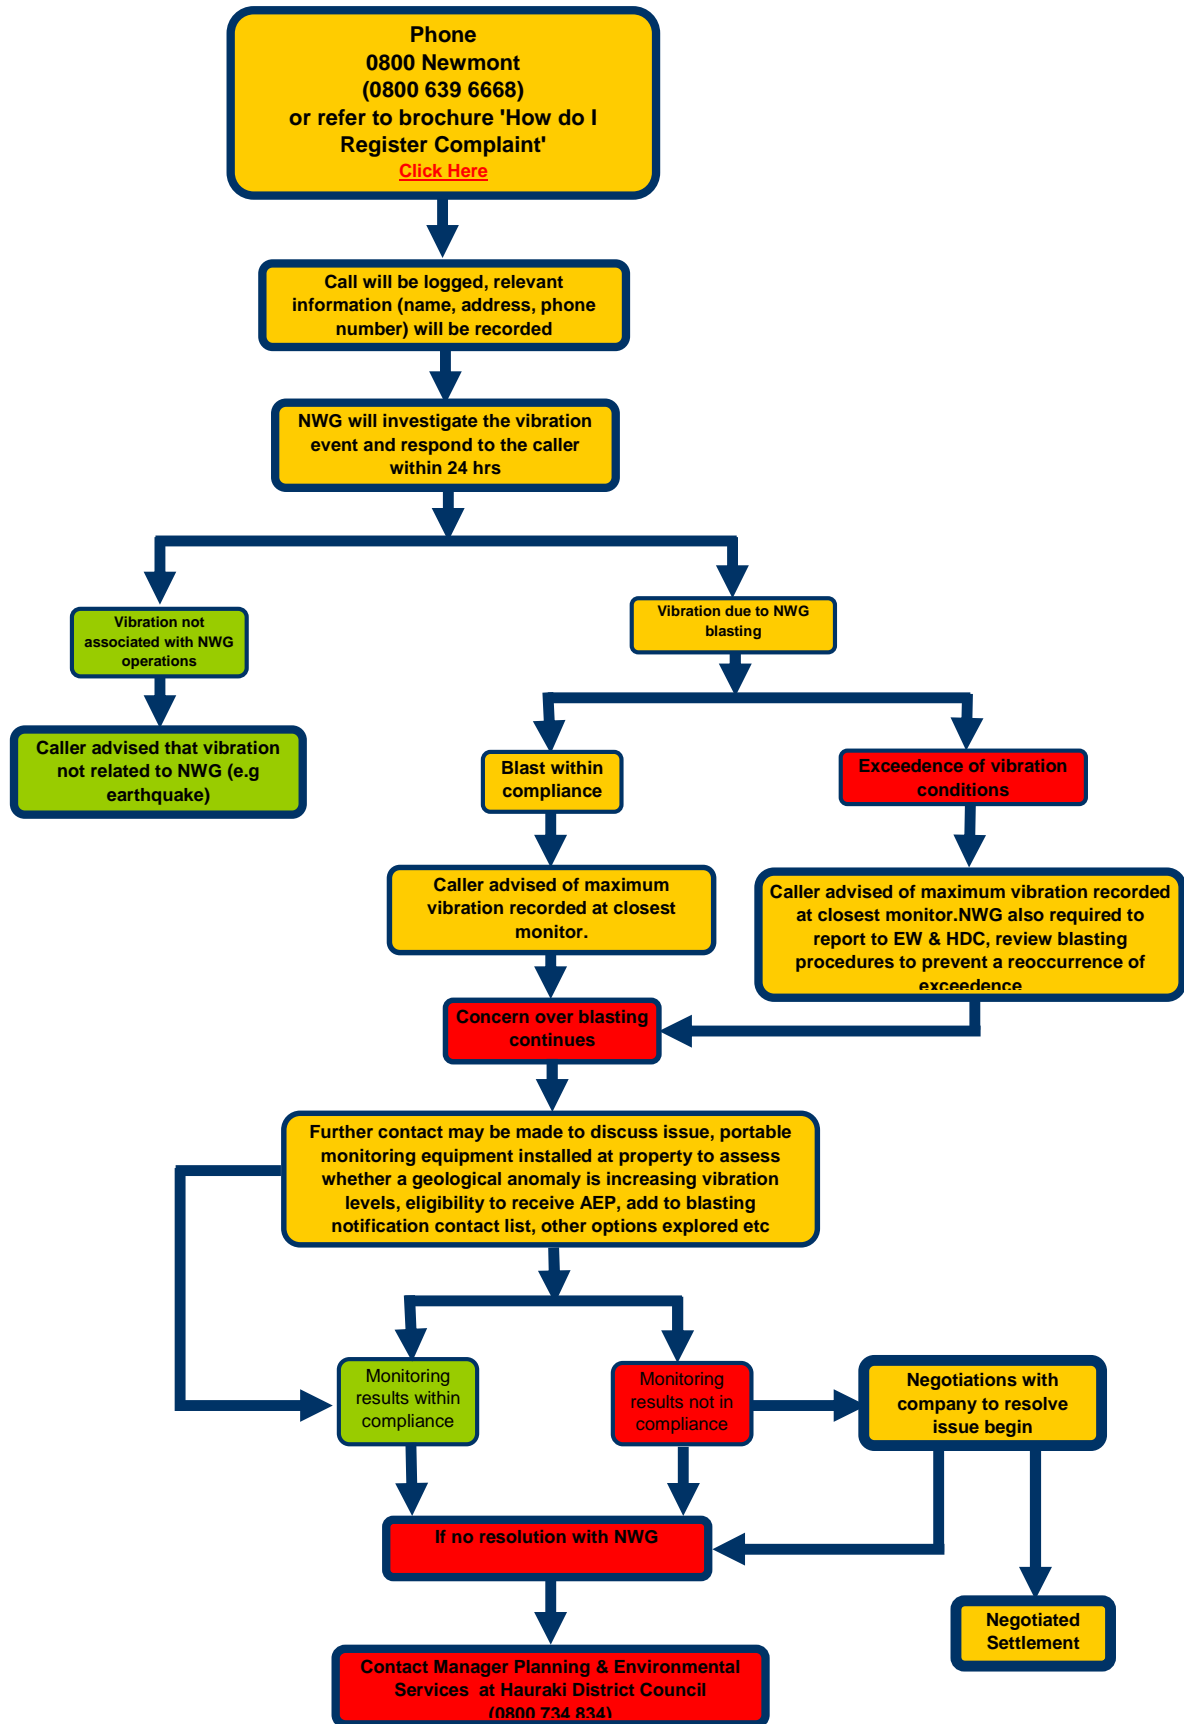 Phone
0800 Newmont
(0800 639 6668)
or refer to brochure 'How do I
Register Complaint'
Click Here
Call will be logged, relevant
information (name, address, phone
number) will be recorded
NWG will investigate the vibration
event and respond to the caller
within 24 hrs
Vibration not
associated with NWG
operations
Vibration due to NWG
blasting
Caller advised that vibration
not related to NWG (e.g
earthquake)
Blast within
compliance
Exceedence of vibration
conditions
Caller advised of maximum
vibration recorded at closest
monitor.
Caller advised of maximum vibration recorded
at closest monitor.NWG also required to
report to EW & HDC, review blasting
procedures to prevent a reoccurrence of
exceedence
Concern over blasting
continues
Further contact may be made to discuss issue, portable
monitoring equipment installed at property to assess
whether a geological anomaly is increasing vibration
levels, eligibility to receive AEP, add to blasting
notification contact list, other options explored etc
Monitoring
results within
compliance
Monitoring
results not in
compliance
Negotiations with
company to resolve
issue begin
If no resolution with NWG
Negotiated
Settlement
Contact Manager Planning & Environmental
Services  at Hauraki District Council
(0800 734 834)